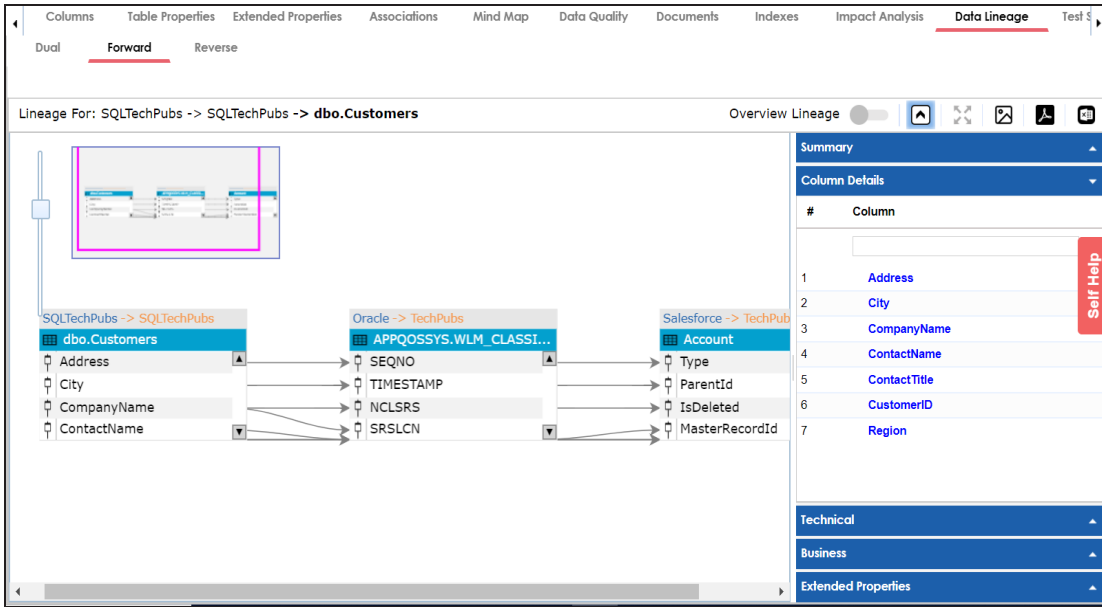 Columns Table Properties Extended Properties Associations Mind Map Data Quality Documents Indexes Impact Analysis Data Lineage Test S
Dual Forward Reverse
Lineage For: SQLTechPubs -> SQLTechPubs -> dbo.Customers Overview Lineage
Summary
Column Details
# Column
1 Address
2 City
3 CompanyName
4 ContactName
5 ContactTitle
6 CustomerID
7 Region
Self Help
SQLTechPubs -> SQLTechPubs Oracle -> TechPubs Salesforce -> TechPub
dbo.Customers APPQOSSYS.WLM_CLASSI... Account
Address SEQNO Type
City TIMESTAMP ParentId
CompanyName NCLSRS IsDeleted
ContactName SRSLCN MasterRecordId
Technical
Business
Extended Properties